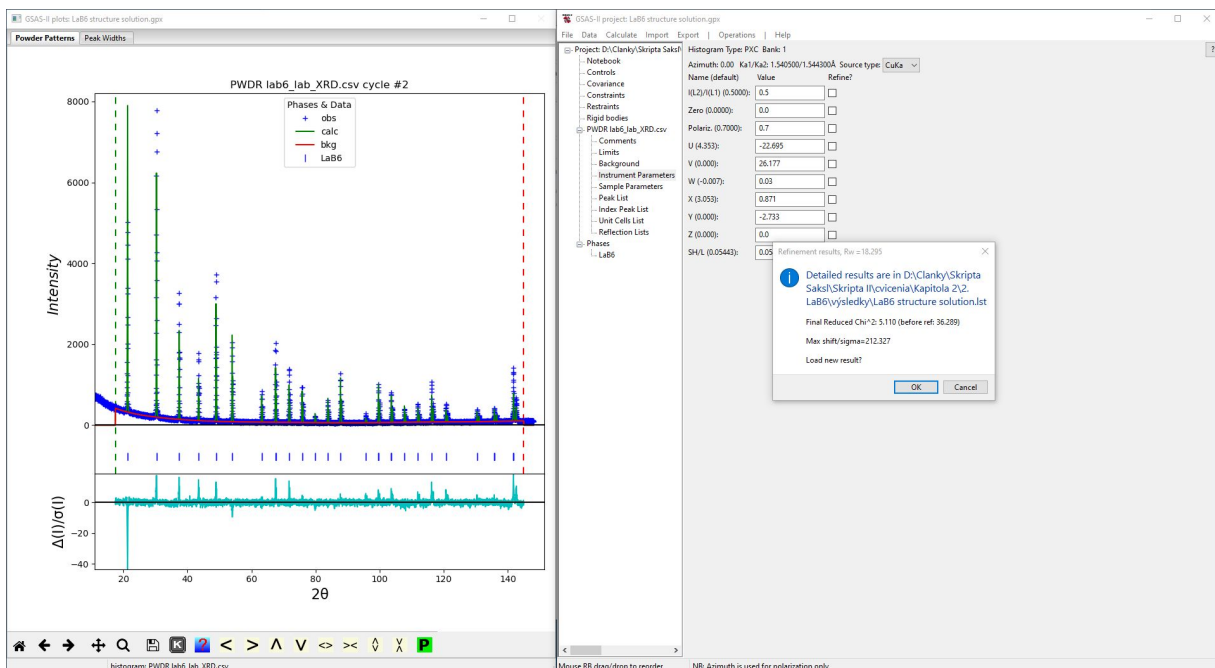 GSAS-II plots: LaB6 structure solution.gpx
Powder Patterns Peak Widths
PWDR lab6_lab_XRD.csv cycle #2
Phases & Data
obs
calc
bkg
LaB6
8000
6000
4000
2000
0
Intensity
0
−20
−40
Δ(I)/σ(I)
20 40 60 80 100 120 140
2θ
histogram: PWDR lab6_lab_XRD.csv
GSAS-II project: LaB6 structure solution.gpx
File Data Calculate Import Export | Operations | Help
Project: D:\Clanky\Skripta Saksl\
Notebook
Controls
Covariance
Constraints
Restraints
Rigid bodies
PWDR lab6_lab_XRD.csv
Comments
Limits
Background
Instrument Parameters
Sample Parameters
Peak List
Index Peak List
Unit Cells List
Reflection Lists
Phases
LaB6
Histogram Type: PXC Bank: 1
?
Azimuth: 0.00 Ka1/Ka2: 1.540500/1.544300Å Source type: CuKa
Name (default) Value Refine?
I(L2)/I(L1) (0.5000): 0.5
Zero (0.0000): 0.0
Polariz. (0.7000): 0.7
U (4.353): -22.695
V (0.000): 26.177
W (-0.007): 0.03
X (3.053): 0.871
Y (0.000): -2.733
Z (0.000): 0.0
SH/L (0.05443): 0.05
Refinement results, Rw =18.295
Detailed results are in D:\Clanky\Skripta
Saksl\Skripta II\cvicenia\Kapitola 2\2.
LaB6\výsledky\LaB6 structure solution.lst
Final Reduced Chi^2: 5.110 (before ref: 36.289)
Max shift/sigma=212.327
Load new result?
OK Cancel
Mouse RB drag/drop to reorder
NB: Azimuth is used for polarization only